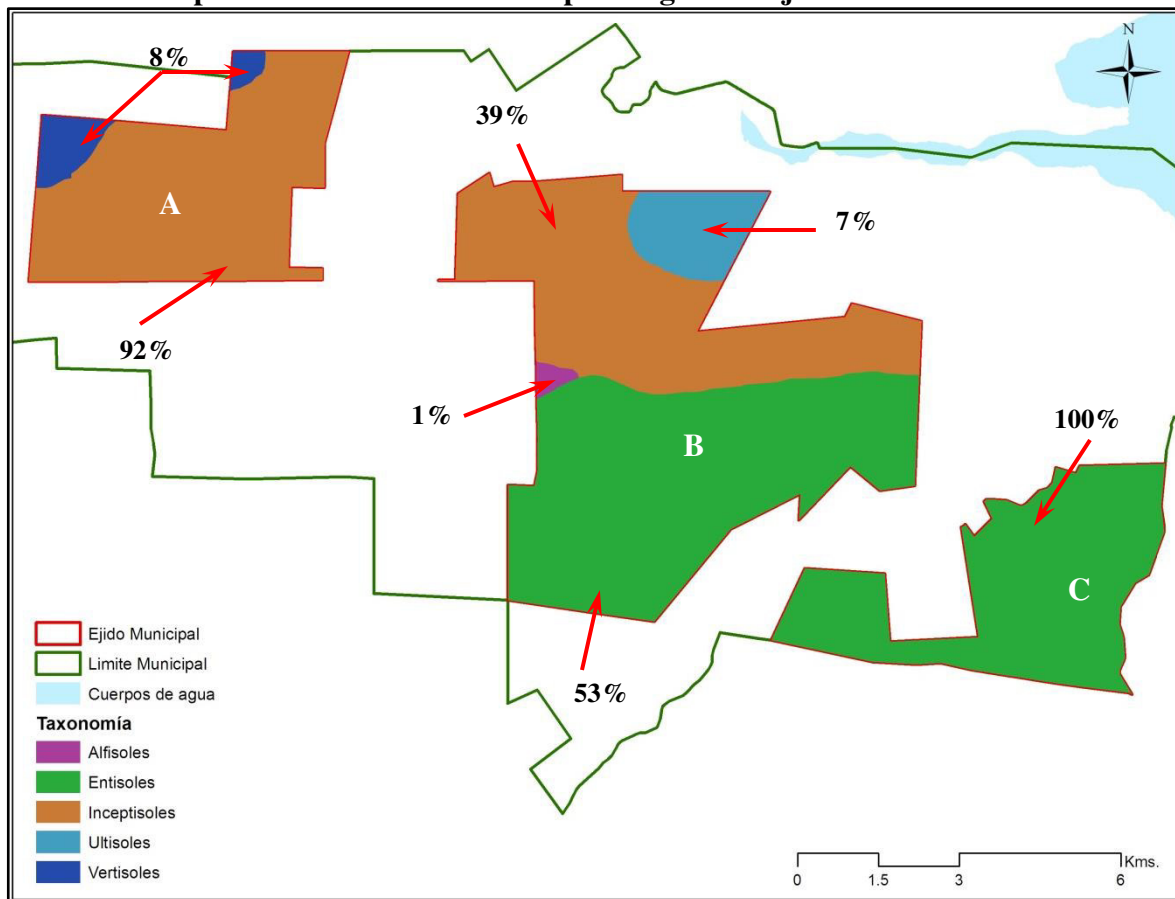 N
8%
39%
A
7%
92%
1%
B
100%
C
53%
Ejido Municipal
Limite Municipal
Cuerpos de agua
Taxonomía
Alfisoles
Entisoles
Inceptisoles
Ultisoles
Vertisoles
Kms.
0 1.5 3 6